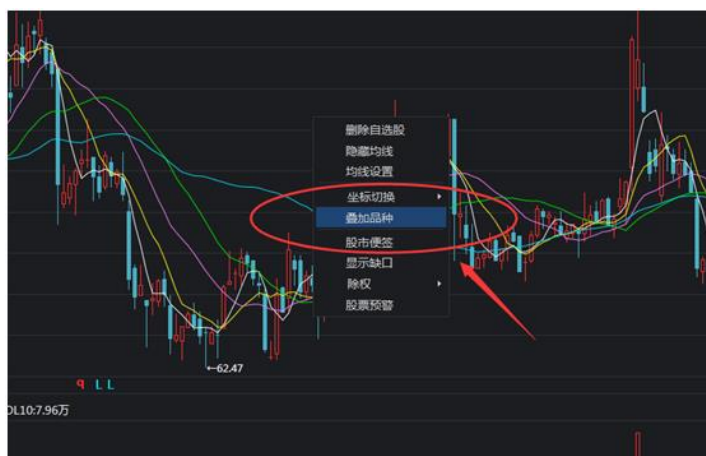 删除自选股
隐藏均线
均线设置
坐标切换
叠加品种
股市便签
显示缺口
除权
股票预警
←62.47
q L L
OL10:7.96万